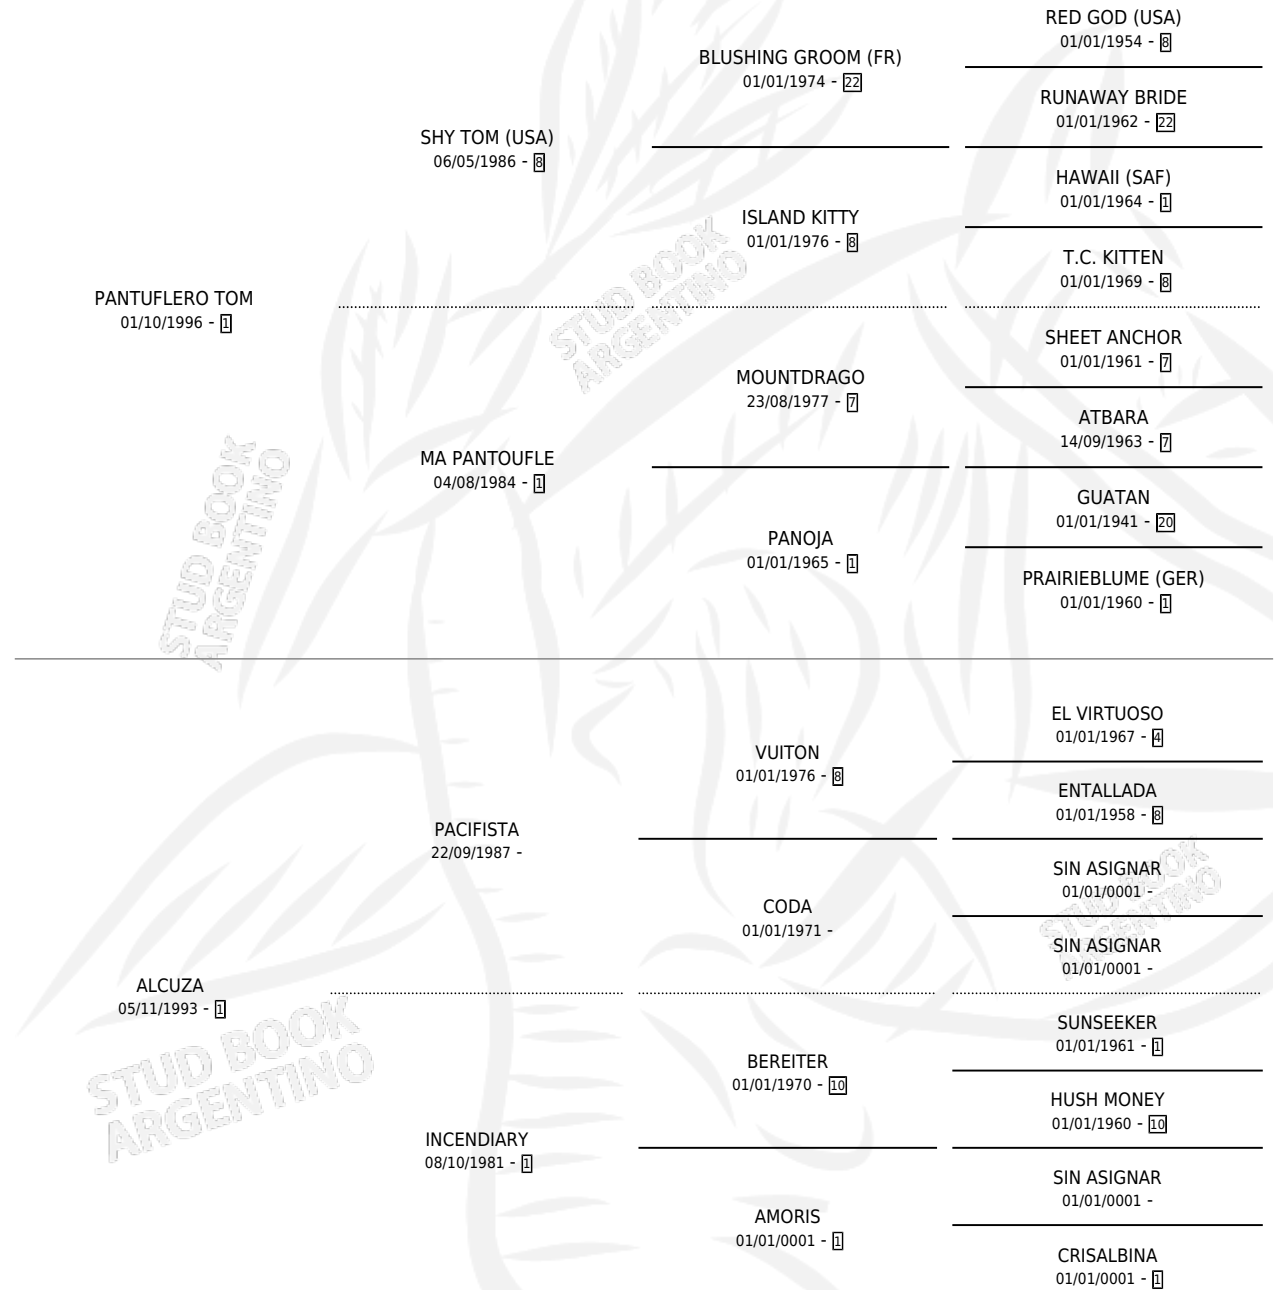 RED GOD (USA)
01/01/1954 - 8
BLUSHING GROOM (FR)
01/01/1974 - 22
RUNAWAY BRIDE
01/01/1962 - 22
SHY TOM (USA)
06/05/1986 - 8
HAWAII (SAF)
01/01/1964 - 1
ISLAND KITTY
01/01/1976 - 8
T.C. KITTEN
01/01/1969 - 8
PANTUFLERO TOM
01/10/1996 - 1
STUD BOOK
ARGENTINO
SHEET ANCHOR
01/01/1961 - 7
MOUNTDRAGO
23/08/1977 - 7
ATBARA
14/09/1963 - 7
MA PANTOUFLE
04/08/1984 - 1
GUATAN
01/01/1941 - 20
PANOJA
01/01/1965 - 1
PRAIRIEBLUME (GER)
01/01/1960 - 1
STUD BOOK
ARGENTINO
EL VIRTUOSO
01/01/1967 - 4
VUITON
01/01/1976 - 8
ENTALLADA
01/01/1958 - 8
PACIFISTA
22/09/1987 -
SIN ASIGNAR
01/01/0001 -
CODA
01/01/1971 -
SIN ASIGNAR
01/01/0001 -
STUD BOOK
ARGENTINO
ALCUZA
05/11/1993 - 1
STUD BOOK
ARGENTINO
SUNSEEKER
01/01/1961 - 1
BEREITER
01/01/1970 - 10
HUSH MONEY
01/01/1960 - 10
INCENDIARY
08/10/1981 - 1
SIN ASIGNAR
01/01/0001 -
AMORIS
01/01/0001 - 1
CRISALBINA
01/01/0001 - 1